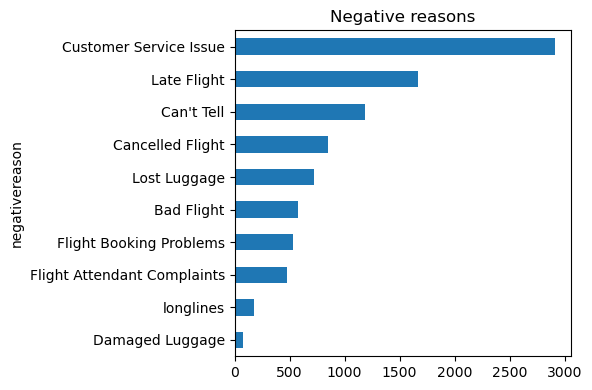 Negative reasons
Customer Service Issue
Late Flight
Can't Tell
Cancelled Flight
Lost Luggage
Bad Flight
Flight Booking Problems
Flight Attendant Complaints
longlines
Damaged Luggage
negativereason
0 500 1000 1500 2000 2500 3000